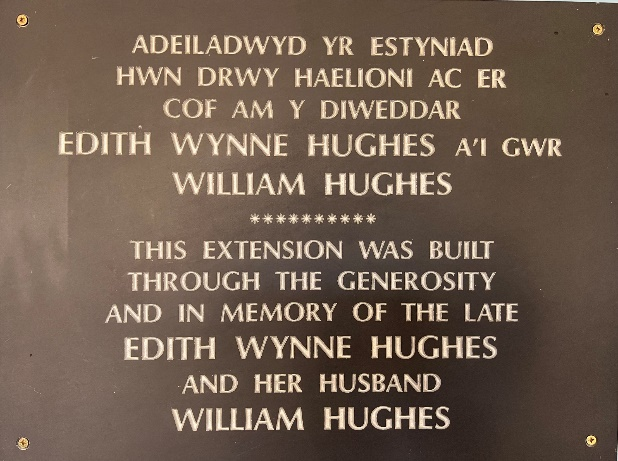 ADEILADWYD YR ESTYNIAD
HWN DRWY HAELIONI AC ER
COF AM Y DIWEDDAR
EDITH WYNNE HUGHES A'I GWR
WILLIAM HUGHES
**********
THIS EXTENSION WAS BUILT
THROUGH THE GENEROSITY
AND IN MEMORY OF THE LATE
EDITH WYNNE HUGHES
AND HER HUSBAND
WILLIAM HUGHES